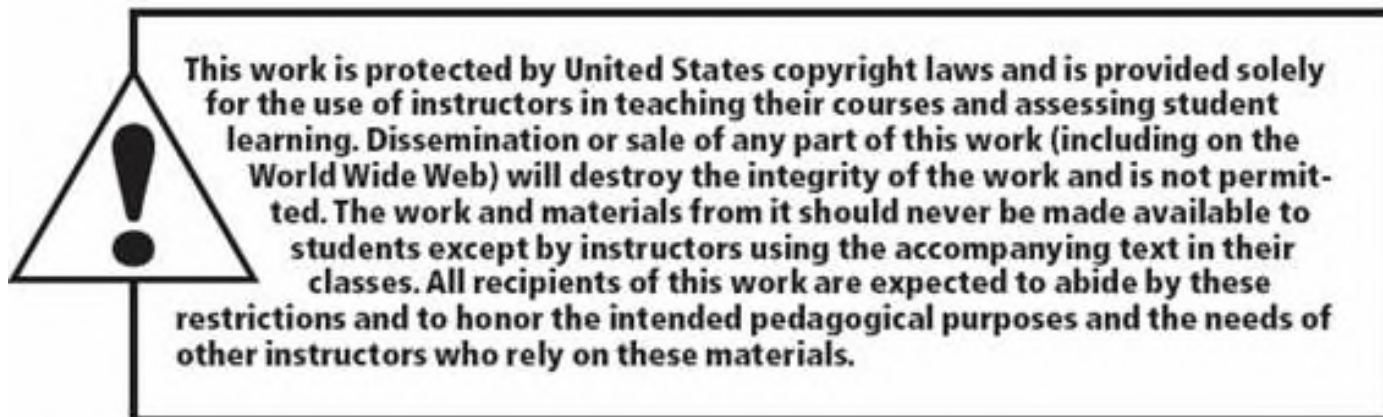 This work is protected by United States copyright laws and is provided solely
for the use of instructors in teaching their courses and assessing student
learning. Dissemination or sale of any part of this work (including on the
World Wide Web) will destroy the integrity of the work and is not permit-
ted. The work and materials from it should never be made available to
students except by instructors using the accompanying text in their
classes. All recipients of this work are expected to abide by these
restrictions and to honor the intended pedagogical purposes and the needs of
other instructors who rely on these materials.